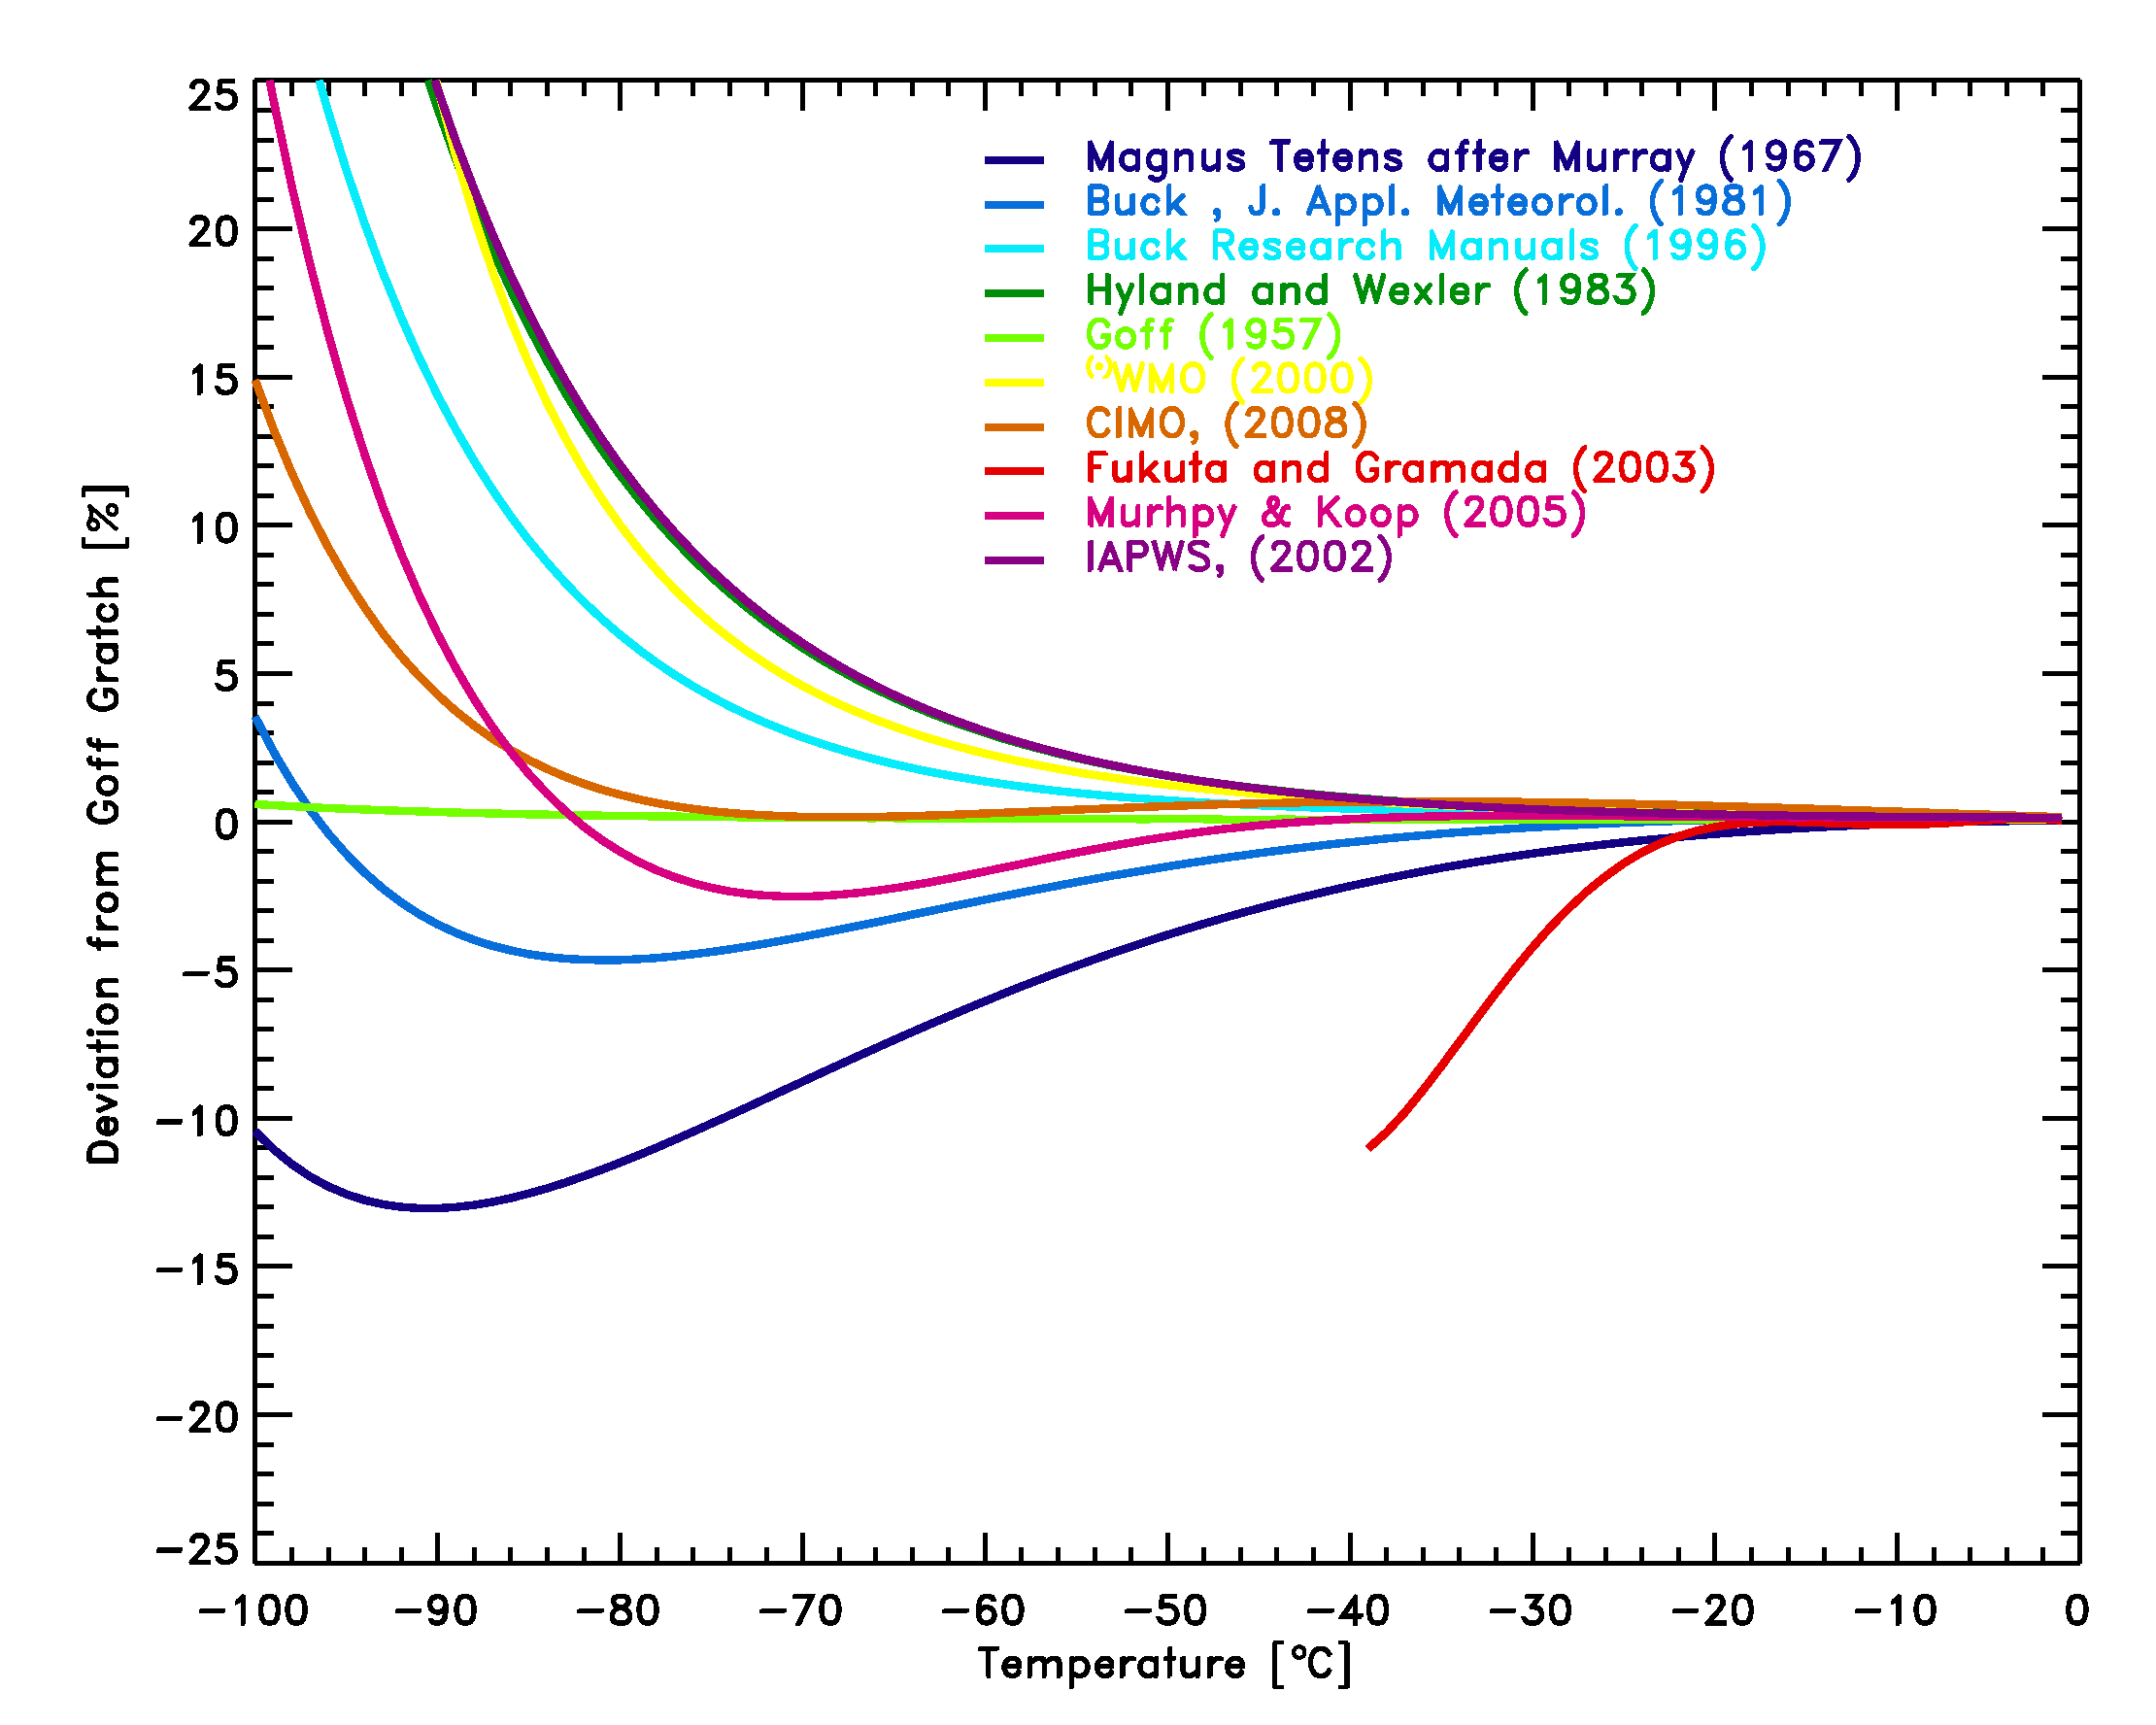 Deviation from Goff Gratch [%]
25
20
15
10
5
0
−5
−10
−15
−20
−25
Magnus Tetens after Murray (1967)
Buck , J. Appl. Meteorol. (1981)
Buck Research Manuals (1996)
Hyland and Wexler (1983)
Goff (1957)
(•)WMO (2000)
CIMO, (2008)
Fukuta and Gramada (2003)
Murhpy & Koop (2005)
IAPWS, (2002)
−100 −90 −80 −70 −60 −50 −40 −30 −20 −10 0
Temperature [°C]